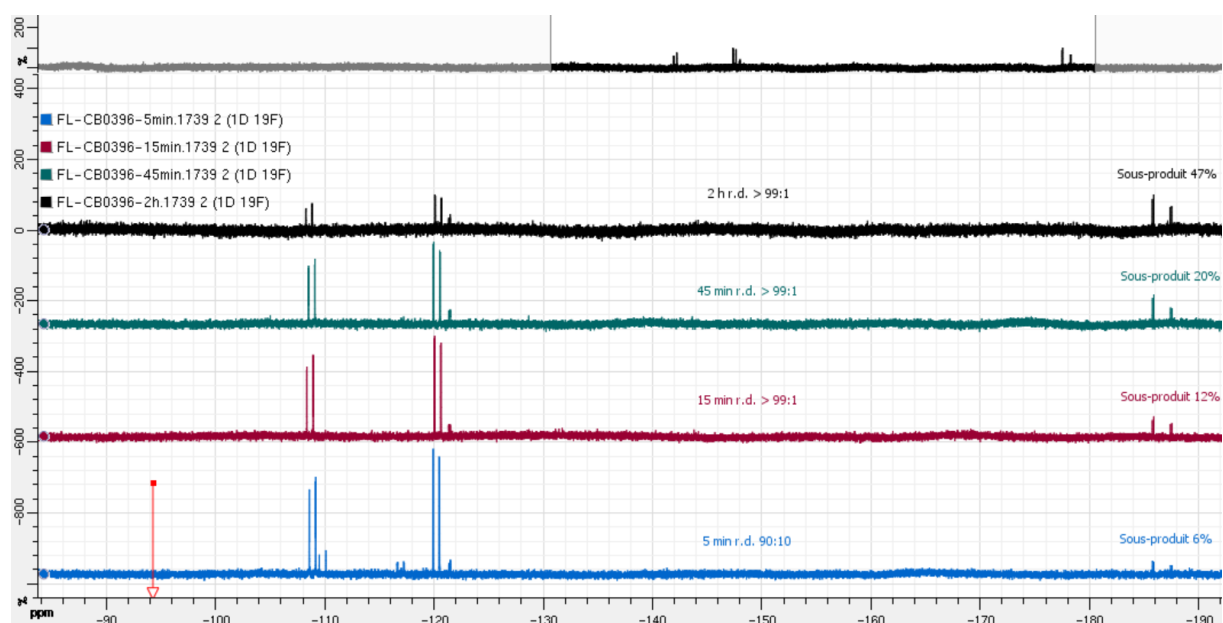 200
%
400
FL-CB0396-5min.1739 2 (1D 19F)
FL-CB0396-15min.1739 2 (1D 19F)
FL-CB0396-45min.1739 2 (1D 19F)
FL-CB0396-2h.1739 2 (1D 19F)
200
2 h r.d. > 99:1
Sous-produit 47%
0
45 min r.d. > 99:1
Sous-produit 20%
-200
15 min r.d. > 99:1
Sous-produit 12%
-400
-600
5 min r.d. 90:10
Sous-produit 6%
-800
%
ppm
-90 -100 -110 -120 -130 -140 -150 -160 -170 -180 -190